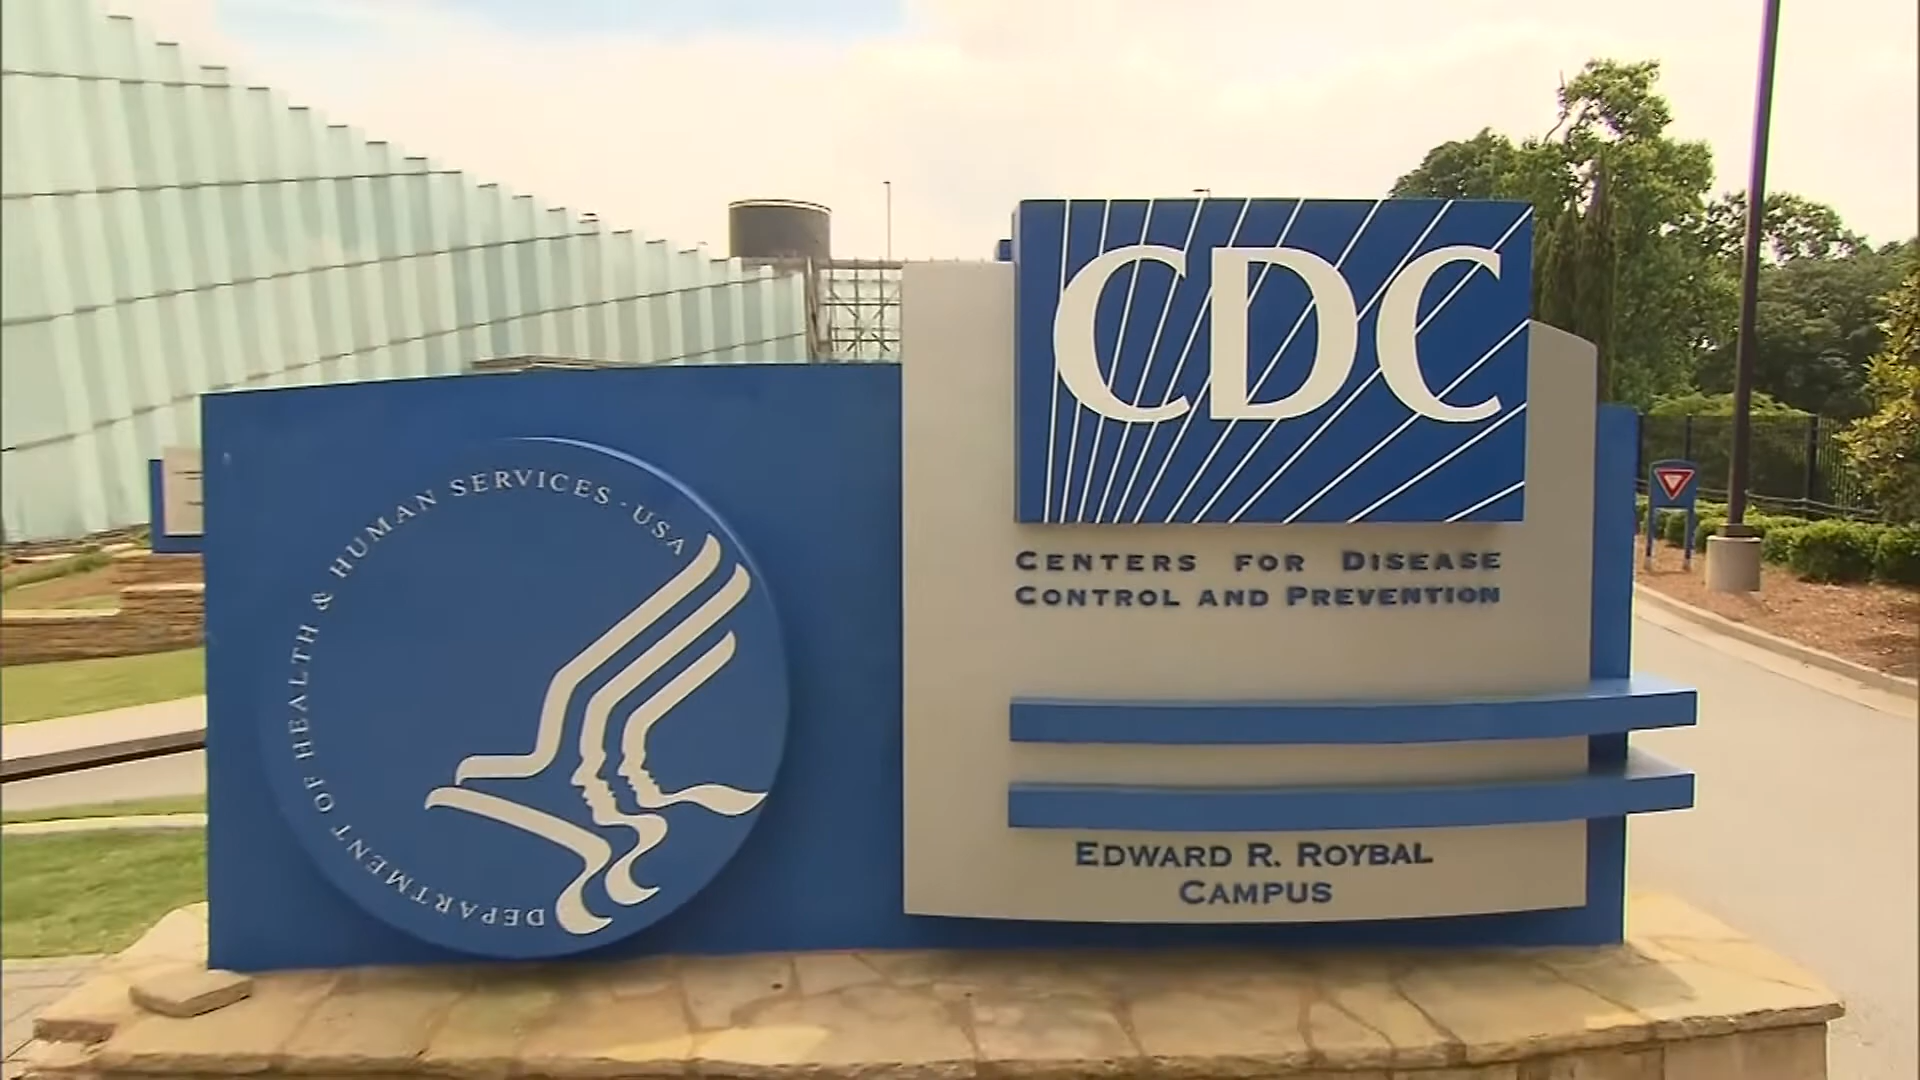 DEPARTMENT OF HEALTH & HUMAN SERVICES · USA
CDC
CENTERS FOR DISEASE
CONTROL AND PREVENTION
EDWARD R. ROYBAL
CAMPUS